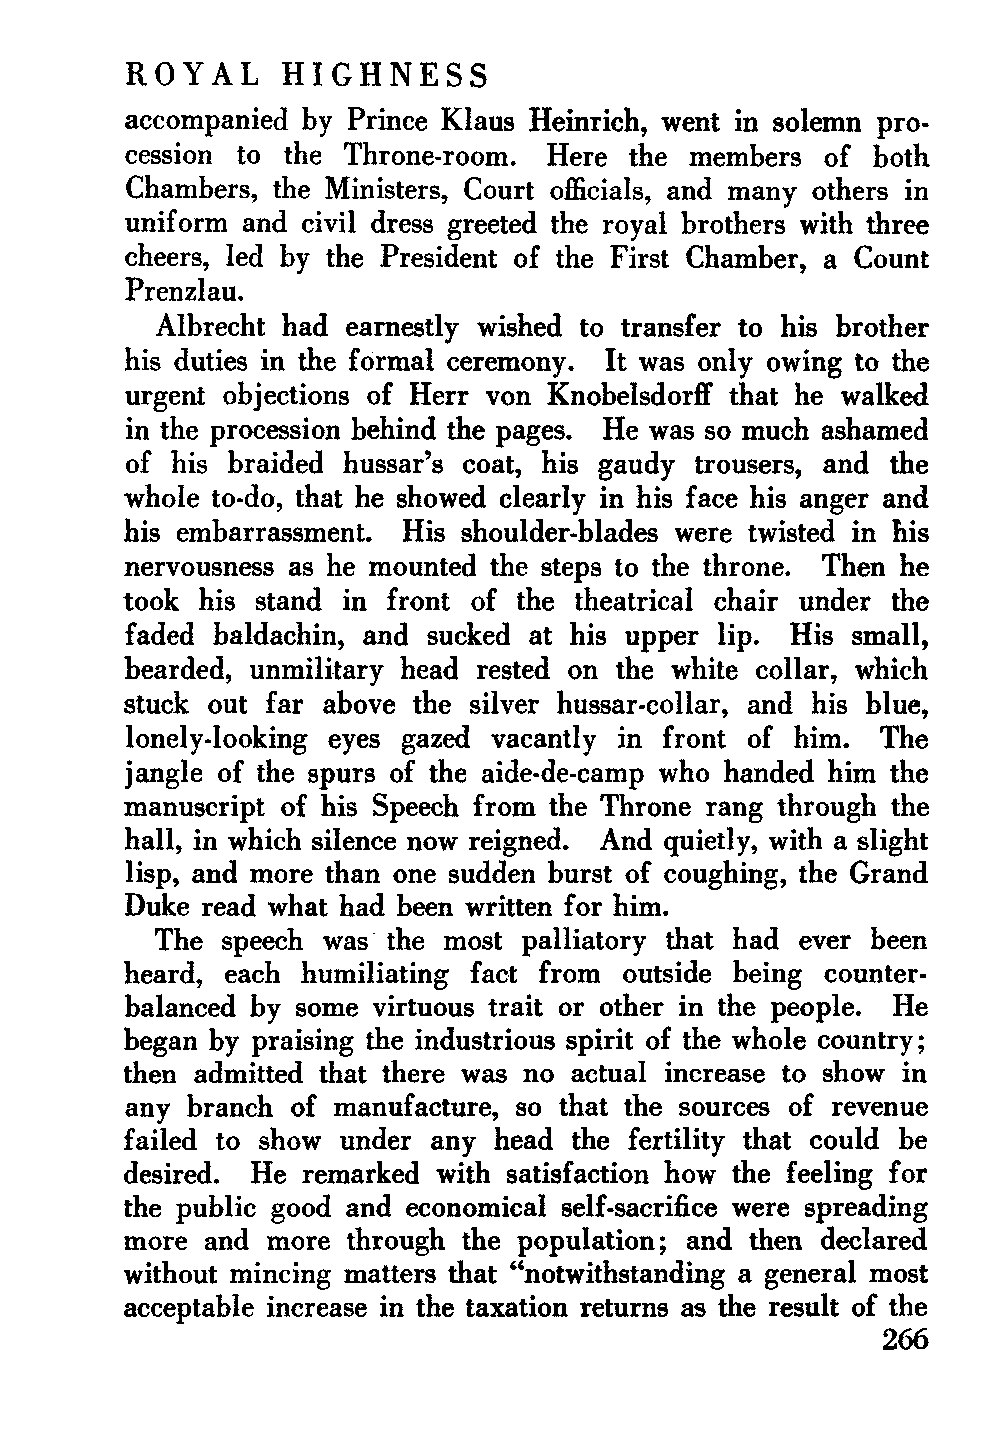 ROYAL HIGHNESS
accompanied by Prince Klaus Heinrich, went in solemn pro-
cession to the Throne-room. Here the members of both
Chambers, the Ministers, Court officials, and many others in
uniform and civil dress greeted the royal brothers with three
cheers, led by the President of the First Chamber, a Count
Prenzlau.
Albrecht had earnestly wished to transfer to his brother
his duties in the formal ceremony. It was only owing to the
urgent objections of Herr von Knobelsdorff that he walked
in the procession behind the pages. He was so much ashamed
of his braided hussar's coat, his gaudy trousers, and the
whole to-do, that he showed clearly in his face his anger and
his embarrassment. His shoulder-blades were twisted in his
nervousness as he mounted the steps to the throne. Then he
took his stand in front of the theatrical chair under the
faded baldachin, and sucked at his upper lip. His small,
bearded, unmilitary head rested on the white collar, which
stuck out far above the silver hussar-collar, and his blue,
lonely-looking eyes gazed vacantly in front of him. The
jangle of the spurs of the aide-de-camp who handed him the
manuscript of his Speech from the Throne rang through the
hall, in which silence now reigned. And quietly, with a slight
lisp, and more than one sudden burst of coughing, the Grand
Duke read what had been written for him.
The speech was the most palliatory that had ever been
heard, each humiliating fact from outside being counter-
balanced by some virtuous trait or other in the people. He
began by praising the industrious spirit of the whole country;
then admitted that there was no actual increase to show in
any branch of manufacture, so that the sources of revenue
failed to show under any head the fertility that could be
desired. He remarked with satisfaction how the feeling for
the public good and economical self-sacrifice were spreading
more and more through the population; and then declared
without mincing matters that “notwithstanding a general most
acceptable increase in the taxation returns as the result of the
266